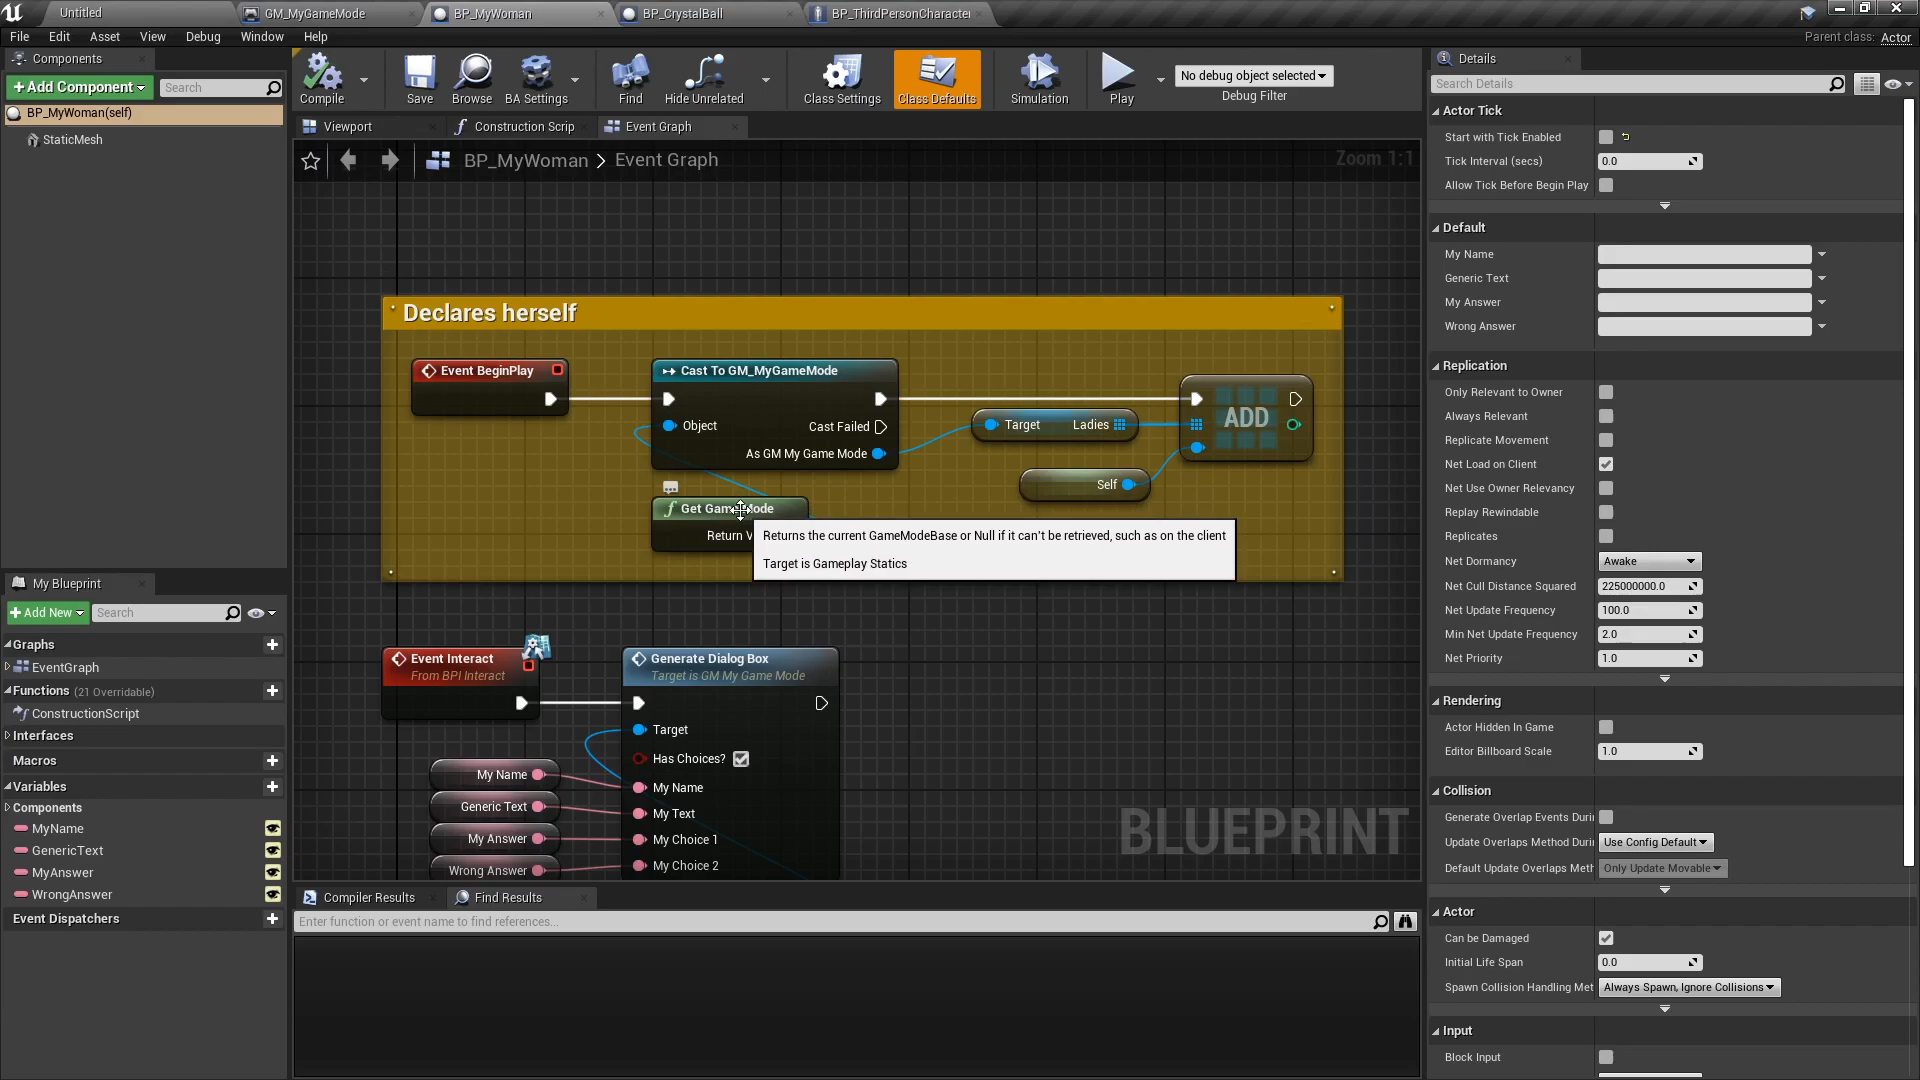 Untitled
GM_MyGameMode
BP_MyWoman
BP_CrystalBall
BP_ThirdPersonCharacter
File Edit Asset View Debug Window Help
Parent class: Actor
Components
+Add Component
Search
BP_MyWoman(self)
StaticMesh
Compile
Save
Browse
BA Settings
Find
Hide Unrelated
Class Settings
Class Defaults
Simulation
Play
No debug object selected
Debug Filter
Viewport
Construction Scrip
Event Graph
BP_MyWoman > Event Graph
Zoom 1:1
Declares herself
Event BeginPlay
Cast To GM_MyGameMode
Object
Cast Failed
As GM My Game Mode
Target Ladies
ADD
Self
Get GameMode
Return V
Returns the current GameModeBase or Null if it can't be retrieved, such as on the client
Target is Gameplay Statics
Event Interact
From BPI Interact
Generate Dialog Box
Target is GM My Game Mode
Target
Has Choices?
My Name
My Text
My Choice 1
My Choice 2
My Name
Generic Text
My Answer
Wrong Answer
BLUEPRINT
My Blueprint
+Add New
Search
Graphs
EventGraph
Functions (21 Overridable)
ConstructionScript
Interfaces
Macros
Variables
Components
MyName
GenericText
MyAnswer
WrongAnswer
Event Dispatchers
Compiler Results
Find Results
Enter function or event name to find references...
Details
Search Details
Actor Tick
Start with Tick Enabled
Tick Interval (secs) 0.0
Allow Tick Before Begin Play
Default
My Name
Generic Text
My Answer
Wrong Answer
Replication
Only Relevant to Owner
Always Relevant
Replicate Movement
Net Load on Client
Net Use Owner Relevancy
Replay Rewindable
Replicates
Net Dormancy Awake
Net Cull Distance Squared 225000000.0
Net Update Frequency 100.0
Min Net Update Frequency 2.0
Net Priority 1.0
Rendering
Actor Hidden In Game
Editor Billboard Scale 1.0
Collision
Generate Overlap Events Duri
Update Overlaps Method Duri Use Config Default
Default Update Overlaps Meth Only Update Movable
Actor
Can be Damaged
Initial Life Span 0.0
Spawn Collision Handling Met Always Spawn, Ignore Collisions
Input
Block Input